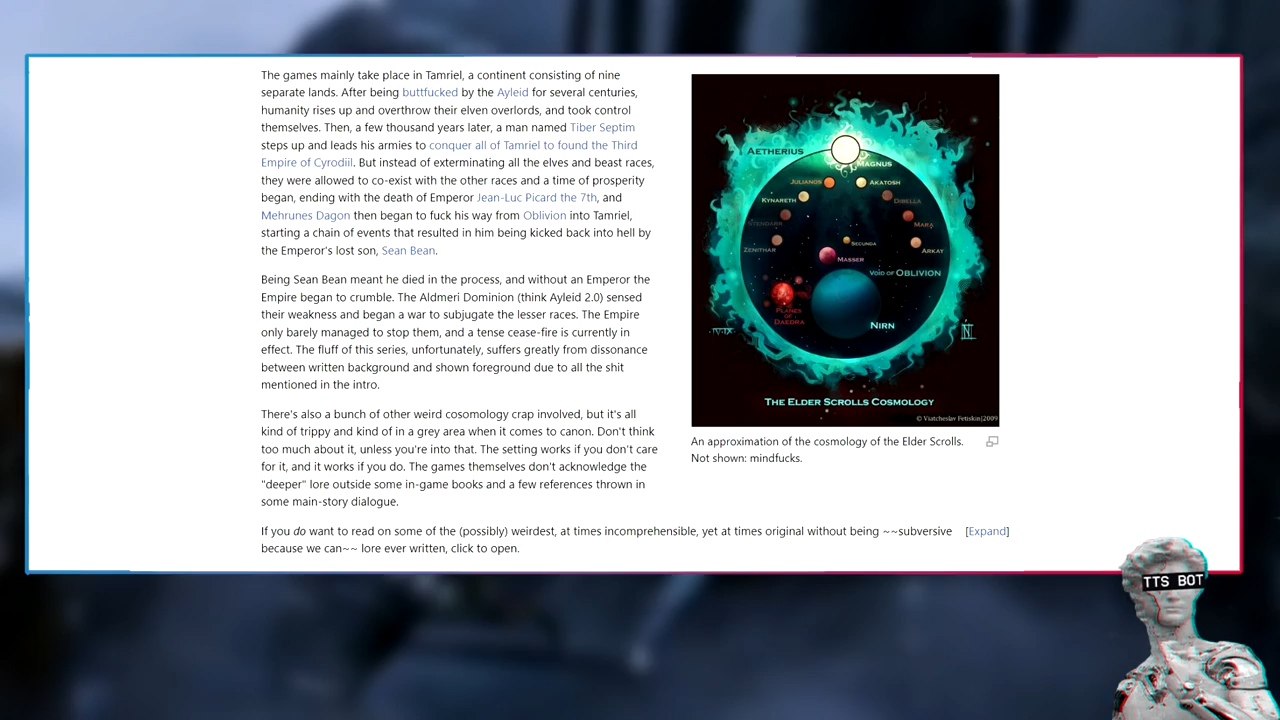 The games mainly take place in Tamriel, a continent consisting of nine
separate lands. After being buttfucked by the Ayleid for several centuries,
humanity rises up and overthrow their elven overlords, and took control
themselves. Then, a few thousand years later, a man named Tiber Septim
steps up and leads his armies to conquer all of Tamriel to found the Third
Empire of Cyrodiil. But instead of exterminating all the elves and beast races,
they were allowed to co-exist with the other races and a time of prosperity
began, ending with the death of Emperor Jean-Luc Picard the 7th, and
Mehrunes Dagon then began to fuck his way from Oblivion into Tamriel,
starting a chain of events that resulted in him being kicked back into hell by
the Emperor's lost son, Sean Bean.
Being Sean Bean meant he died in the process, and without an Emperor the
Empire began to crumble. The Aldmeri Dominion (think Ayleid 2.0) sensed
their weakness and began a war to subjugate the lesser races. The Empire
only barely managed to stop them, and a tense cease-fire is currently in
effect. The fluff of this series, unfortunately, suffers greatly from dissonance
between written background and shown foreground due to all the shit
mentioned in the intro.
There's also a bunch of other weird cosomology crap involved, but it's all
kinda trippy and kind of in a grey area when it comes to canon. Don't think
too much about it, unless you're into that. The setting works if you don't care
for it, and it works if you do. The games themselves don't acknowledge the
"deeper" lore outside some in-game books and a few references thrown in
some main-story dialogue.
If you do want to read on some of the (possibly) weirdest, at times incomprehensible, yet at times original without being ~~subversive [Expand]
because we can~~ lore ever written, click to open.
AETHERIUS
MAGNUS
JULIANOS
AKATOSH
KYNARETH
DIBELLA
STENDARR
MARA
ZENITHAR
SECUNDA
ARKAY
MASSER
VOID OF OBLIVION
PLANES
OF
DAEDRA
NIRN
THE ELDER SCROLLS COSMOLOGY
© Viatcheslav Fetiskin|2009
An approximation of the cosmology of the Elder Scrolls.
Not shown: mindfucks.
TTS BOT